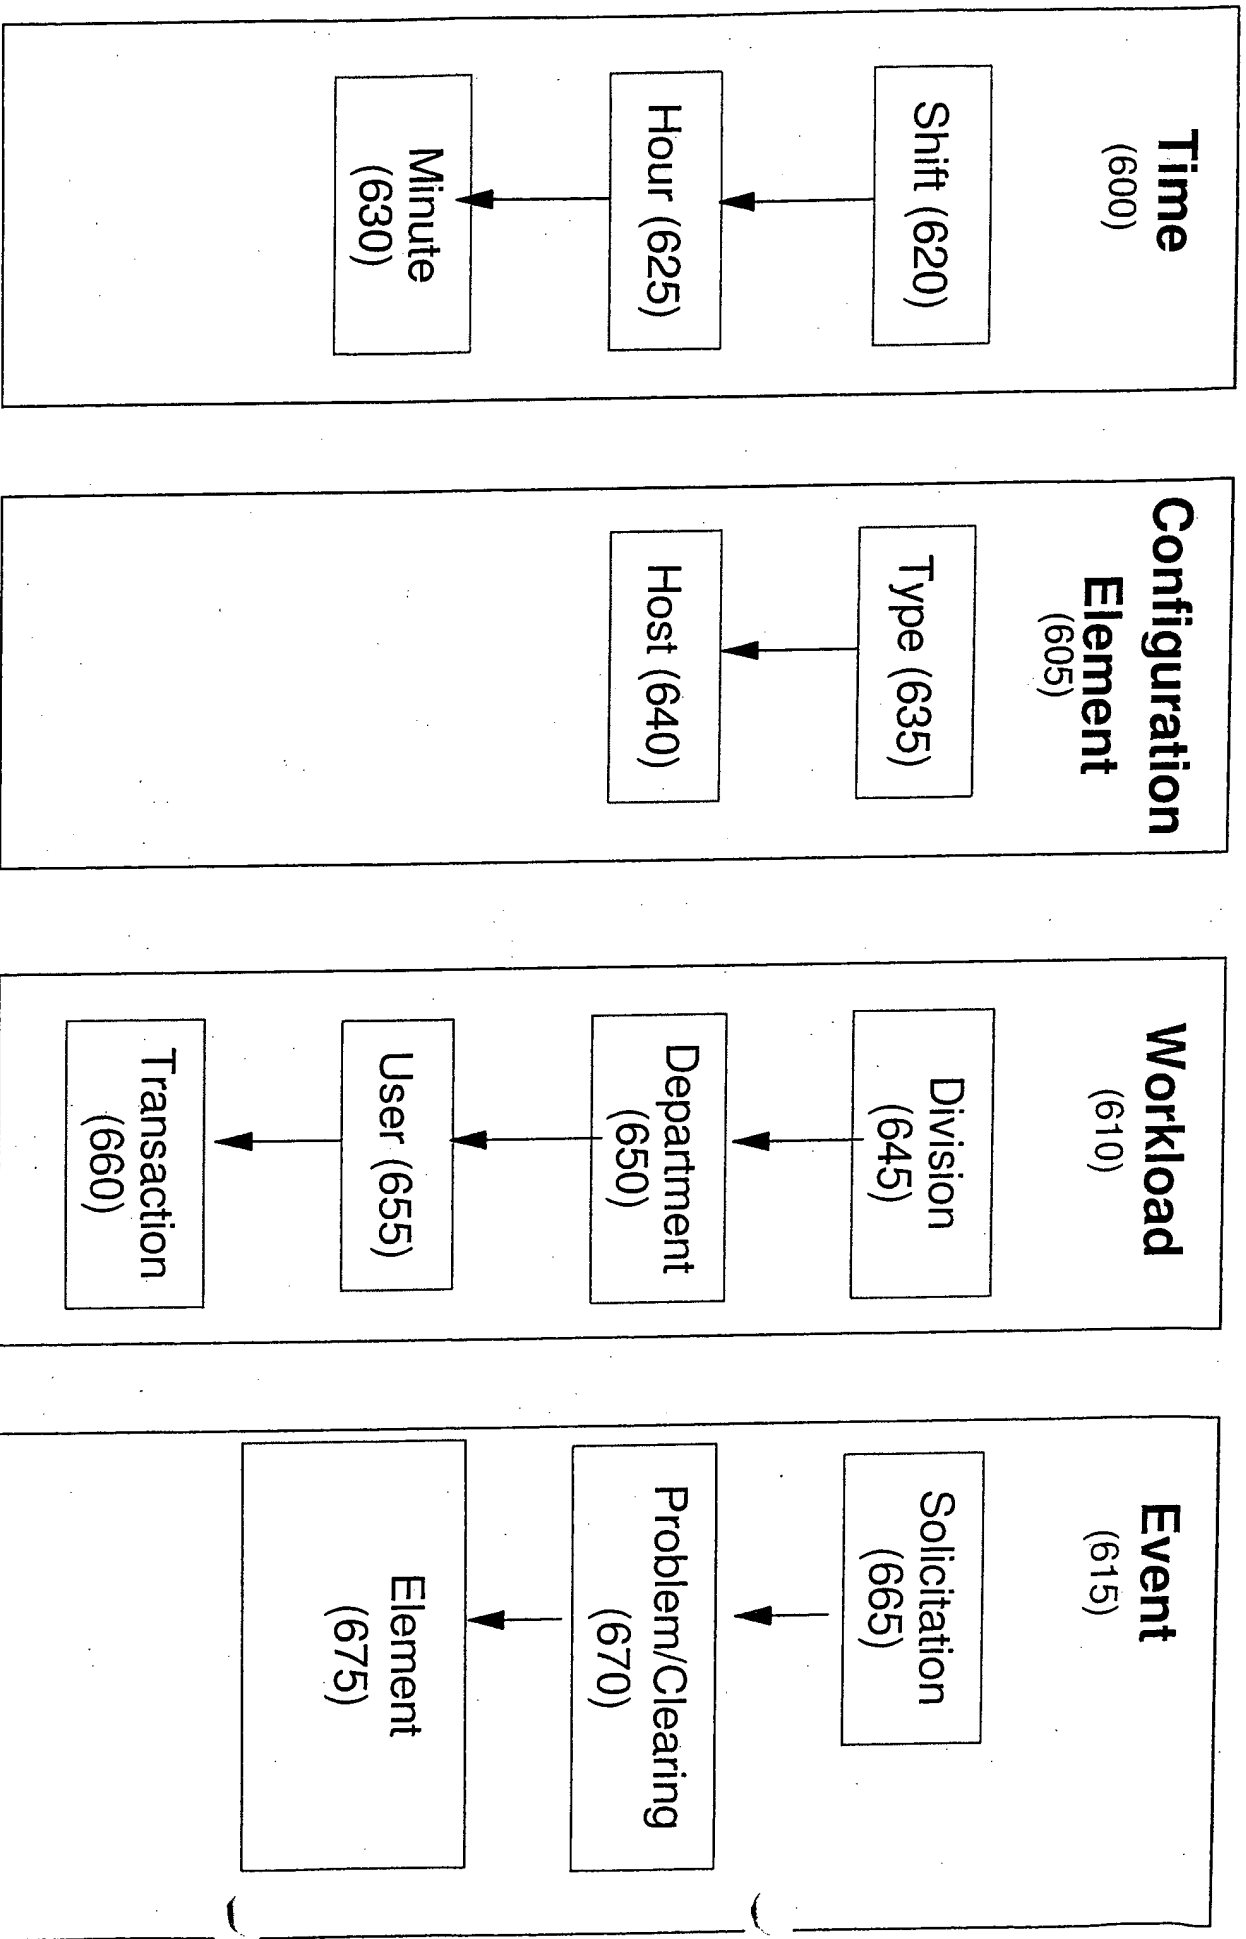 Time
(600)
Shift (620)
Hour (625)
Minute
(630)
Configuration
Element
(605)
Type (635)
Host (640)
Workload
(610)
Division
(645)
Department
(650)
User (655)
Transaction
(660)
Event
(615)
Solicitation
(665)
Problem/Clearing
(670)
Element
(675)